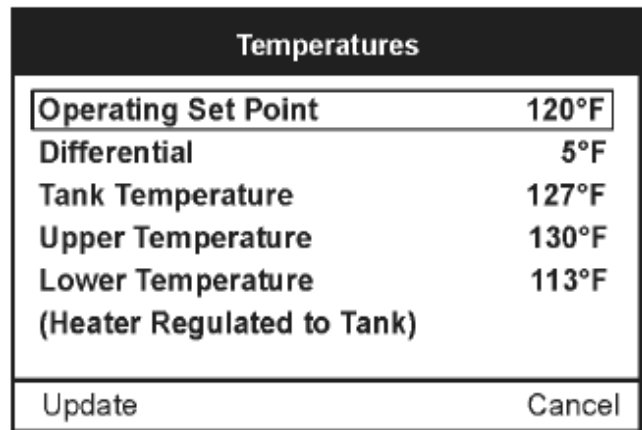 Temperatures
Operating Set Point 120°F
Differential 5°F
Tank Temperature 127°F
Upper Temperature 130°F
Lower Temperature 113°F
(Heater Regulated to Tank)
Update Cancel